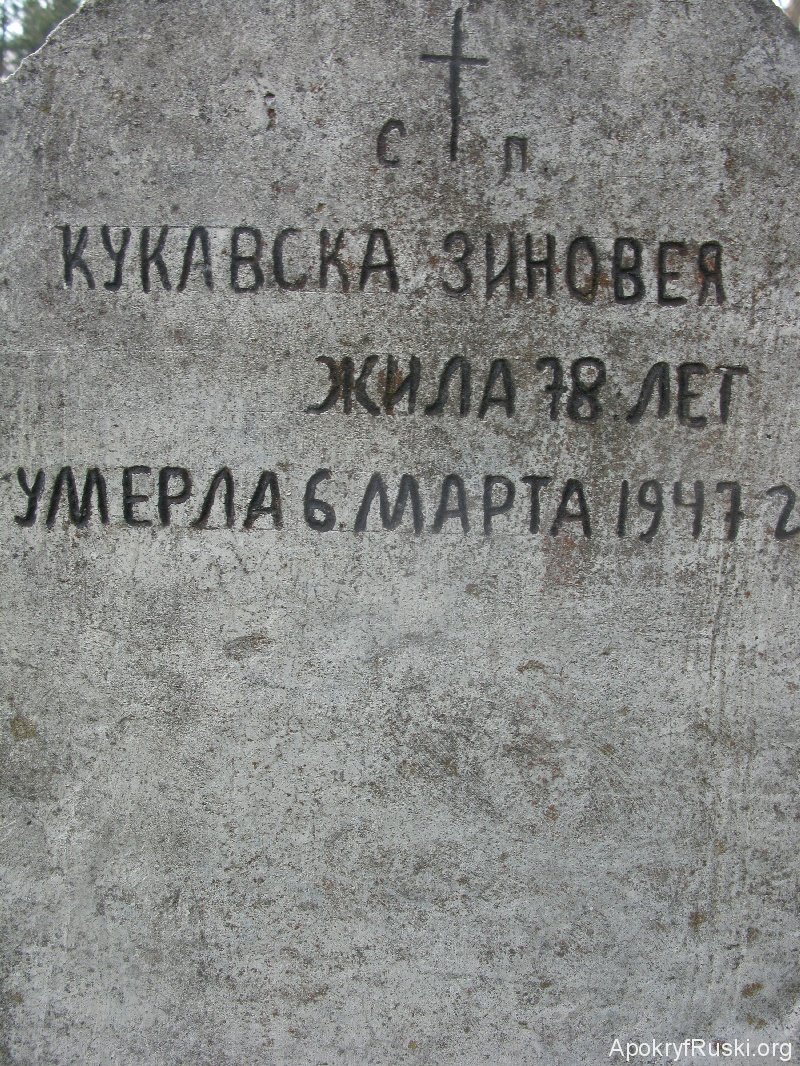 С П
КУКАВСКА ЗИНОВЕЯ
ЖИЛА 78 ЛЕТ
УМЕРЛА 6 МАРТА 1947 г
ApokryfRuski.org